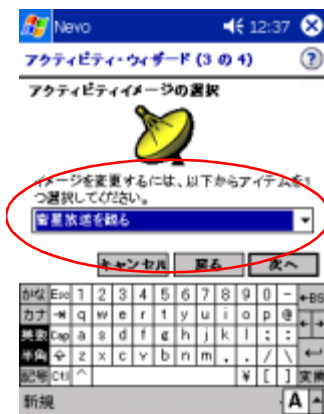 Nevo 12:37
アクティビティ・ウィザード (3 の 4)
アクティビティイメージの選択
イメージを変更するには、以下からアイテムを1
つ選択してください。
衛星放送を観る
キャンセル 戻る 次へ
かな Esc 1 2 3 4 5 6 7 8 9 0 - BS
カナ q w e r t y u i o p @
英数 Cap a s d f g h j k l ; :
半角 z x c v b n m , . / \
記号 Ctl ^ ¥ [ ] 変換
新規 A